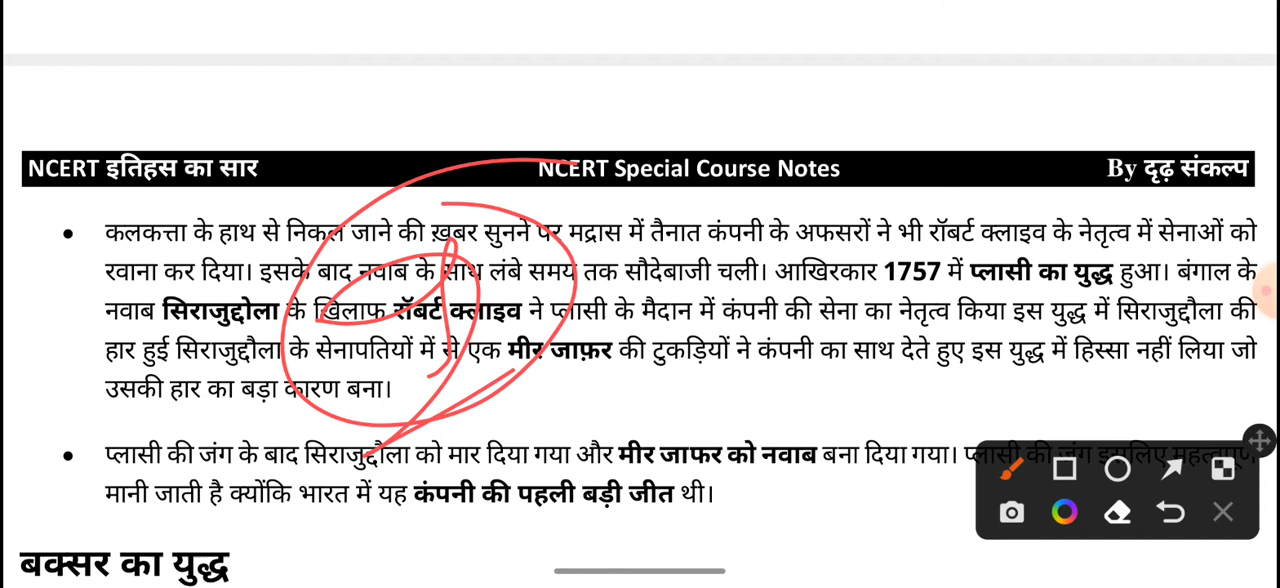 NCERT इतिहस का सार NCERT Special Course Notes By दृढ़ संकल्प
• कलकत्ता के हाथ से निकल जाने की ख़बर सुनने पर मद्रास में तैनात कंपनी के अफसरों ने भी रॉबर्ट क्लाइव के नेतृत्व में सेनाओं को
रवाना कर दिया। इसके बाद नवाब के साथ लंबे समय तक सौदेबाजी चली। आखिरकार 1757 में प्लासी का युद्ध हुआ। बंगाल के
नवाब सिराजुद्दोला के खिलाफ रॉबर्ट क्लाइव ने प्लासी के मैदान में कंपनी की सेना का नेतृत्व किया इस युद्ध में सिराजुद्दौला की
हार हुई सिराजुद्दौला के सेनापतियों में से एक मीर जाफ़र की टुकड़ियों ने कंपनी का साथ देते हुए इस युद्ध में हिस्सा नहीं लिया जो
उसकी हार का बड़ा कारण बना।
• प्लासी की जंग के बाद सिराजुद्दौला को मार दिया गया और मीर जाफर को नवाब बना दिया गया। प्लासी की जंग इसलिए महत्वपूर्ण
मानी जाती है क्योंकि भारत में यह कंपनी की पहली बड़ी जीत थी।
बक्सर का युद्ध